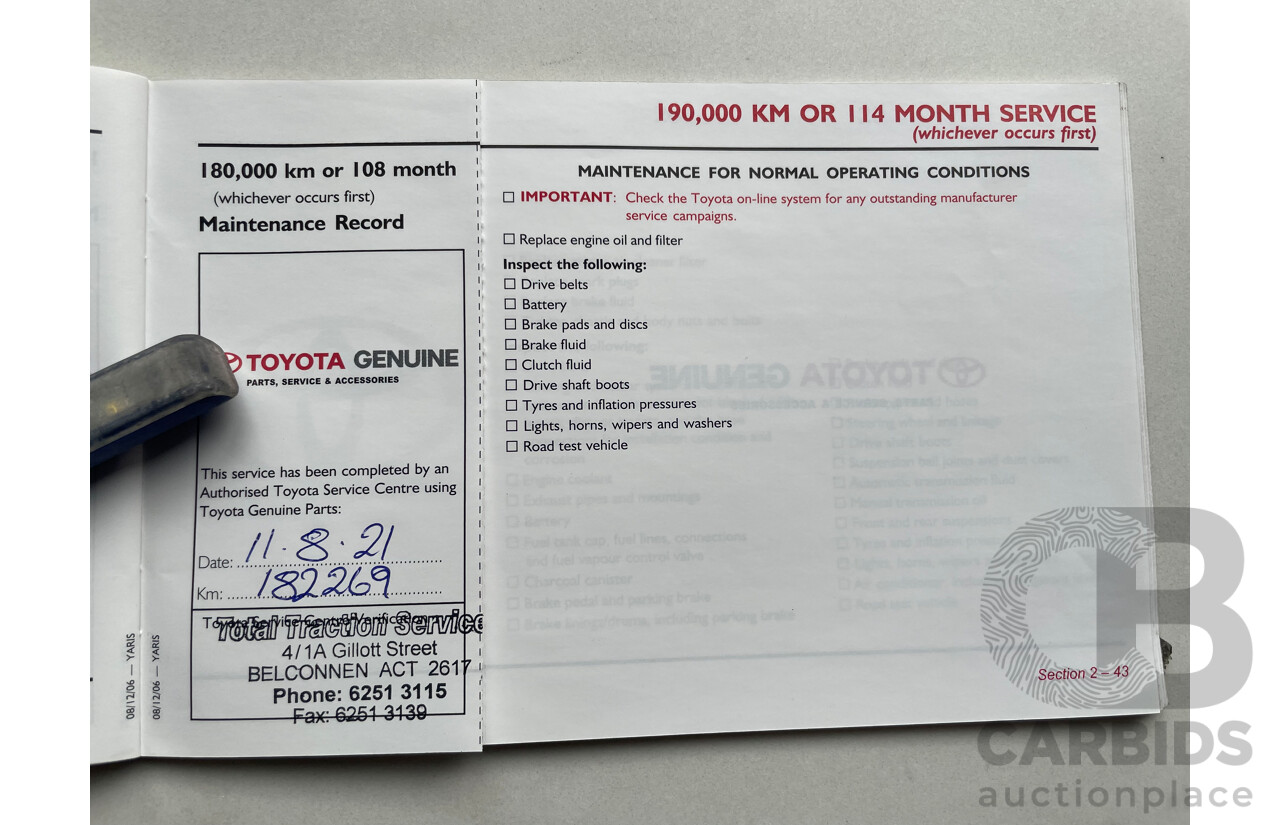 180,000 km or 108 month
(whichever occurs first)
Maintenance Record
TOYOTA GENUINE
PARTS, SERVICE & ACCESSORIES
This service has been completed by an
Authorised Toyota Service Centre using
Toyota Genuine Parts:
Date: 11.8.21
Km: 182269
Toyota Service Centre Verification
Total Traction Service
4/1A Gillott Street
BELCONNEN ACT 2617
Phone: 6251 3115
Fax: 6251 3139
08/12/06 — YARIS
08/12/06 — YARIS
190,000 KM OR 114 MONTH SERVICE
(whichever occurs first)
MAINTENANCE FOR NORMAL OPERATING CONDITIONS
IMPORTANT: Check the Toyota on-line system for any outstanding manufacturer
service campaigns.
Replace engine oil and filter
Inspect the following:
Drive belts
Battery
Brake pads and discs
Brake fluid
Clutch fluid
Drive shaft boots
Tyres and inflation pressures
Lights, horns, wipers and washers
Road test vehicle
Section 2 – 43
CARBIDS
auctionplace